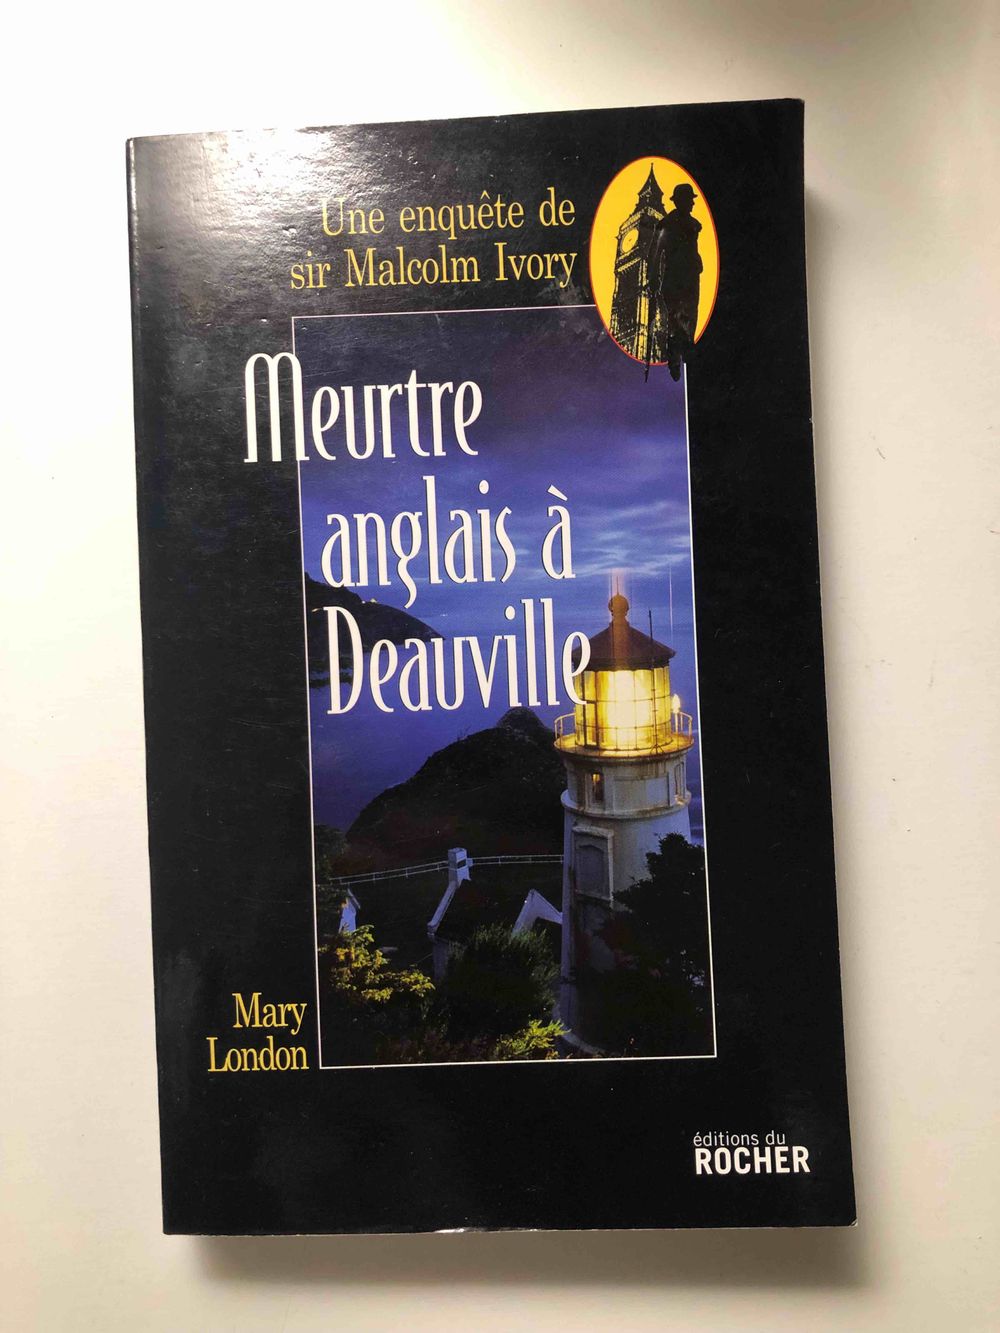 Une enquête de
sir Malcolm Ivory
Meurtre
anglais à
Deauville
Mary
London
éditions du
ROCHER